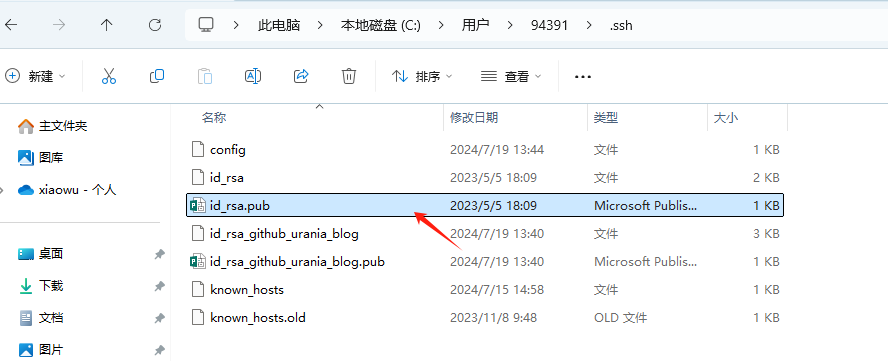 此电脑 本地磁盘 (C:) 用户 94391 .ssh
新建 排序 查看
名称 修改日期 类型 大小
主文件夹
图库
xiaowu - 个人
桌面
下载
文档
图片
config 2024/7/19 13:44 文件 1 KB
id_rsa 2023/5/5 18:09 文件 2 KB
id_rsa.pub 2023/5/5 18:09 Microsoft Publis... 1 KB
id_rsa_github_urania_blog 2024/7/19 13:40 文件 3 KB
id_rsa_github_urania_blog.pub 2024/7/19 13:40 Microsoft Publis... 1 KB
known_hosts 2024/7/15 14:58 文件 1 KB
known_hosts.old 2023/11/8 9:48 OLD 文件 1 KB